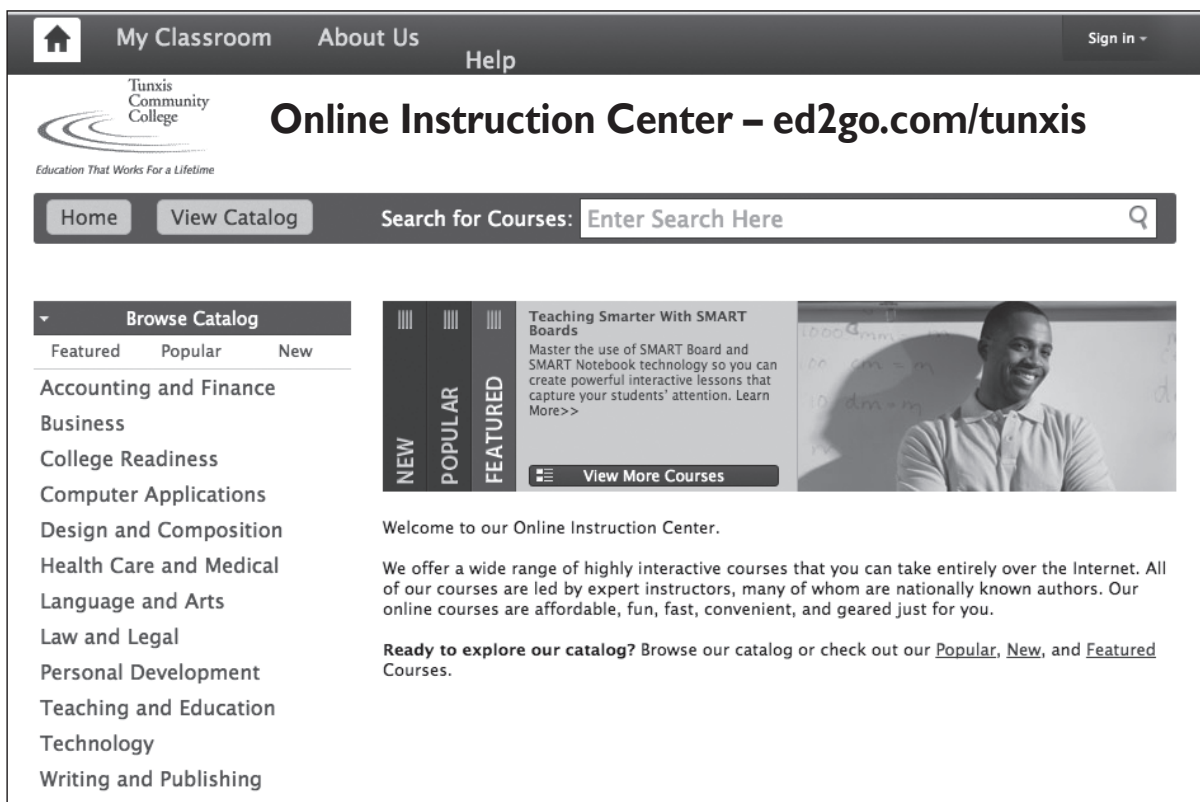 My Classroom About Us
Help
Sign in
Tunxis
Community
College
Education That Works For a Lifetime
Online Instruction Center – ed2go.com/tunxis
Home View Catalog Search for Courses: Enter Search Here
Browse Catalog
Featured Popular New
Accounting and Finance
Business
College Readiness
Computer Applications
Design and Composition
Health Care and Medical
Language and Arts
Law and Legal
Personal Development
Teaching and Education
Technology
Writing and Publishing
NEW
POPULAR
FEATURED
Teaching Smarter With SMART
Boards
Master the use of SMART Board and
SMART Notebook technology so you can
create powerful interactive lessons that
capture your students' attention. Learn
More>>
View More Courses
1000 mm = m
100 cm = m
10 dm = m
Welcome to our Online Instruction Center.
We offer a wide range of highly interactive courses that you can take entirely over the Internet. All
of our courses are led by expert instructors, many of whom are nationally known authors. Our
online courses are affordable, fun, fast, convenient, and geared just for you.
Ready to explore our catalog? Browse our catalog or check out our Popular, New, and Featured
Courses.